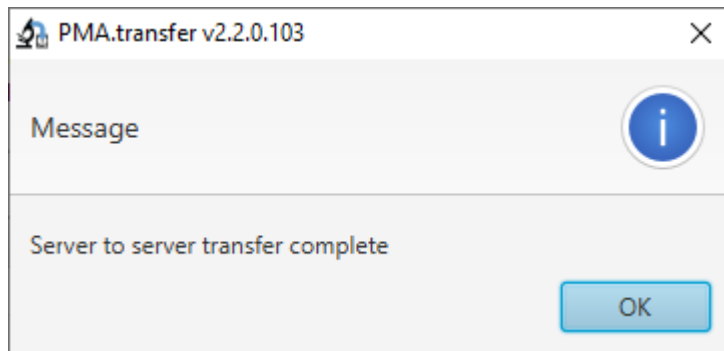 PMA.transfer v2.2.0.103
Message
Server to server transfer complete
OK